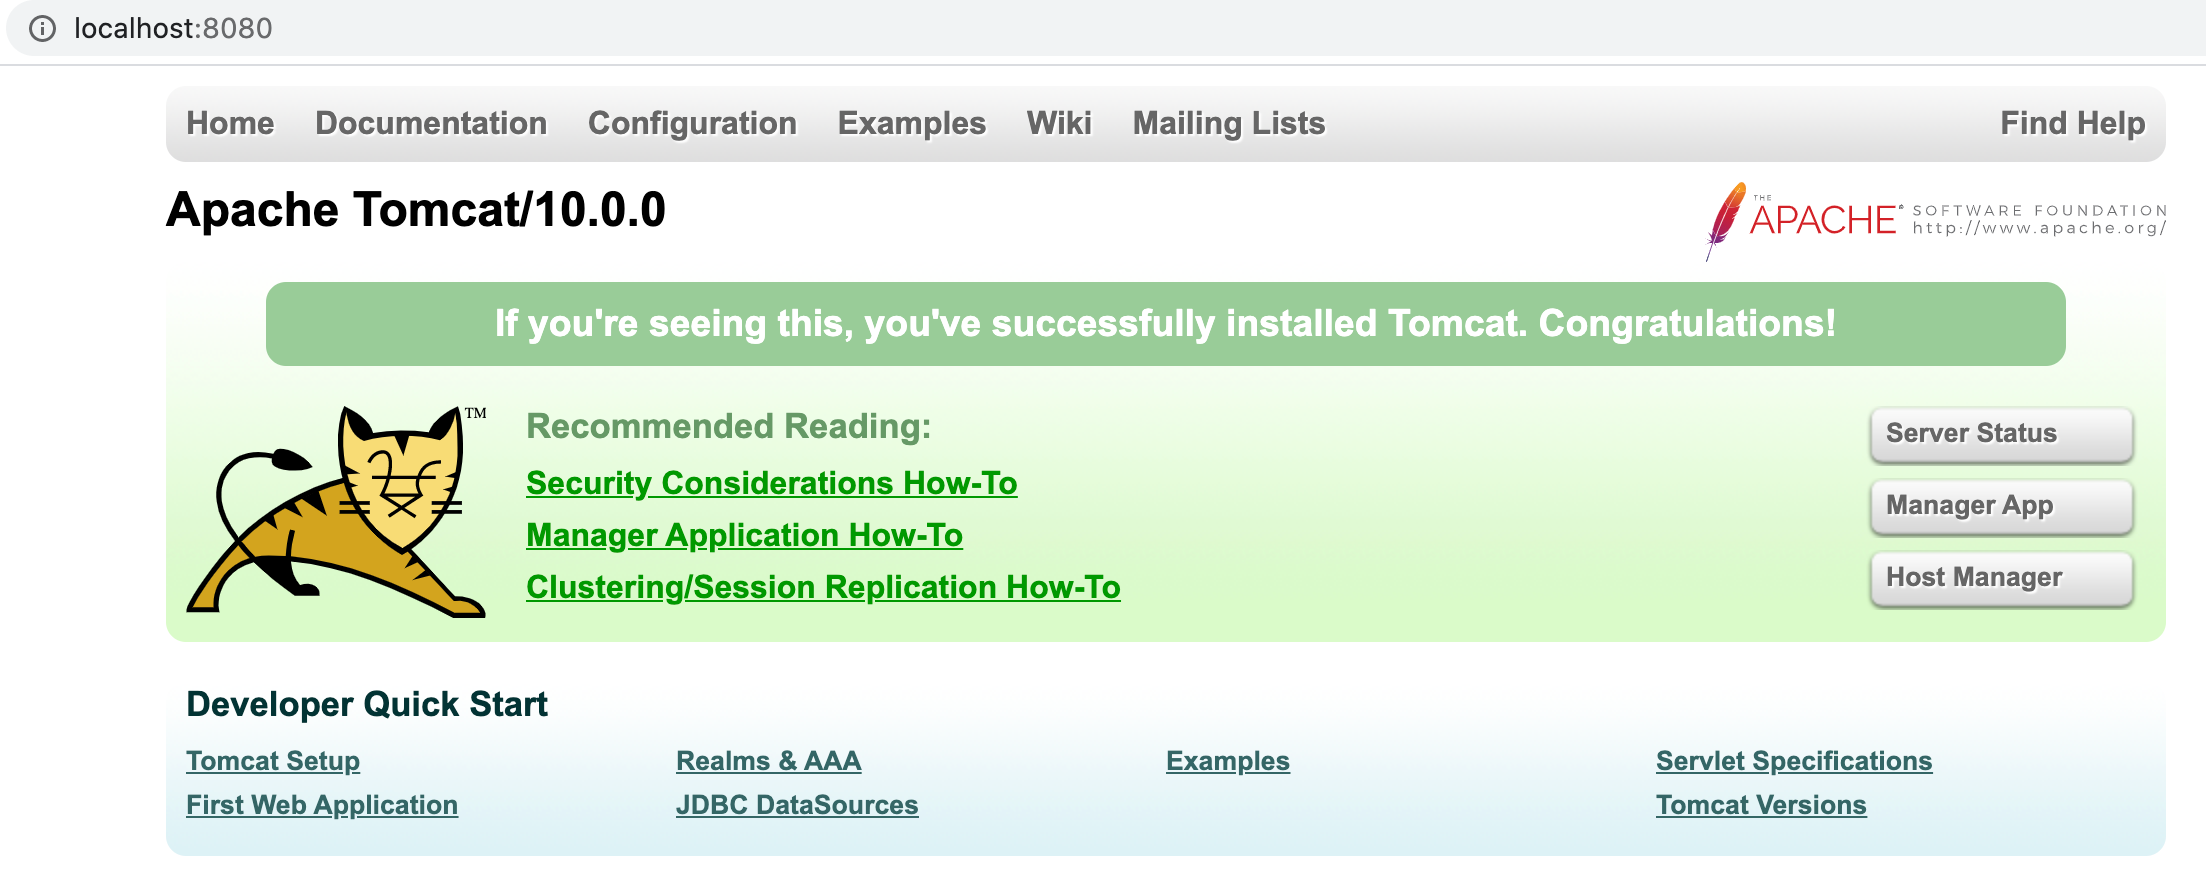 localhost:8080
Home Documentation Configuration Examples Wiki Mailing Lists Find Help
Apache Tomcat/10.0.0
THE
APACHE® SOFTWARE FOUNDATION
http://www.apache.org/
If you're seeing this, you've successfully installed Tomcat. Congratulations!
TM
Recommended Reading:
Security Considerations How-To
Manager Application How-To
Clustering/Session Replication How-To
Server Status
Manager App
Host Manager
Developer Quick Start
Tomcat Setup Realms & AAA Examples Servlet Specifications
First Web Application JDBC DataSources Tomcat Versions